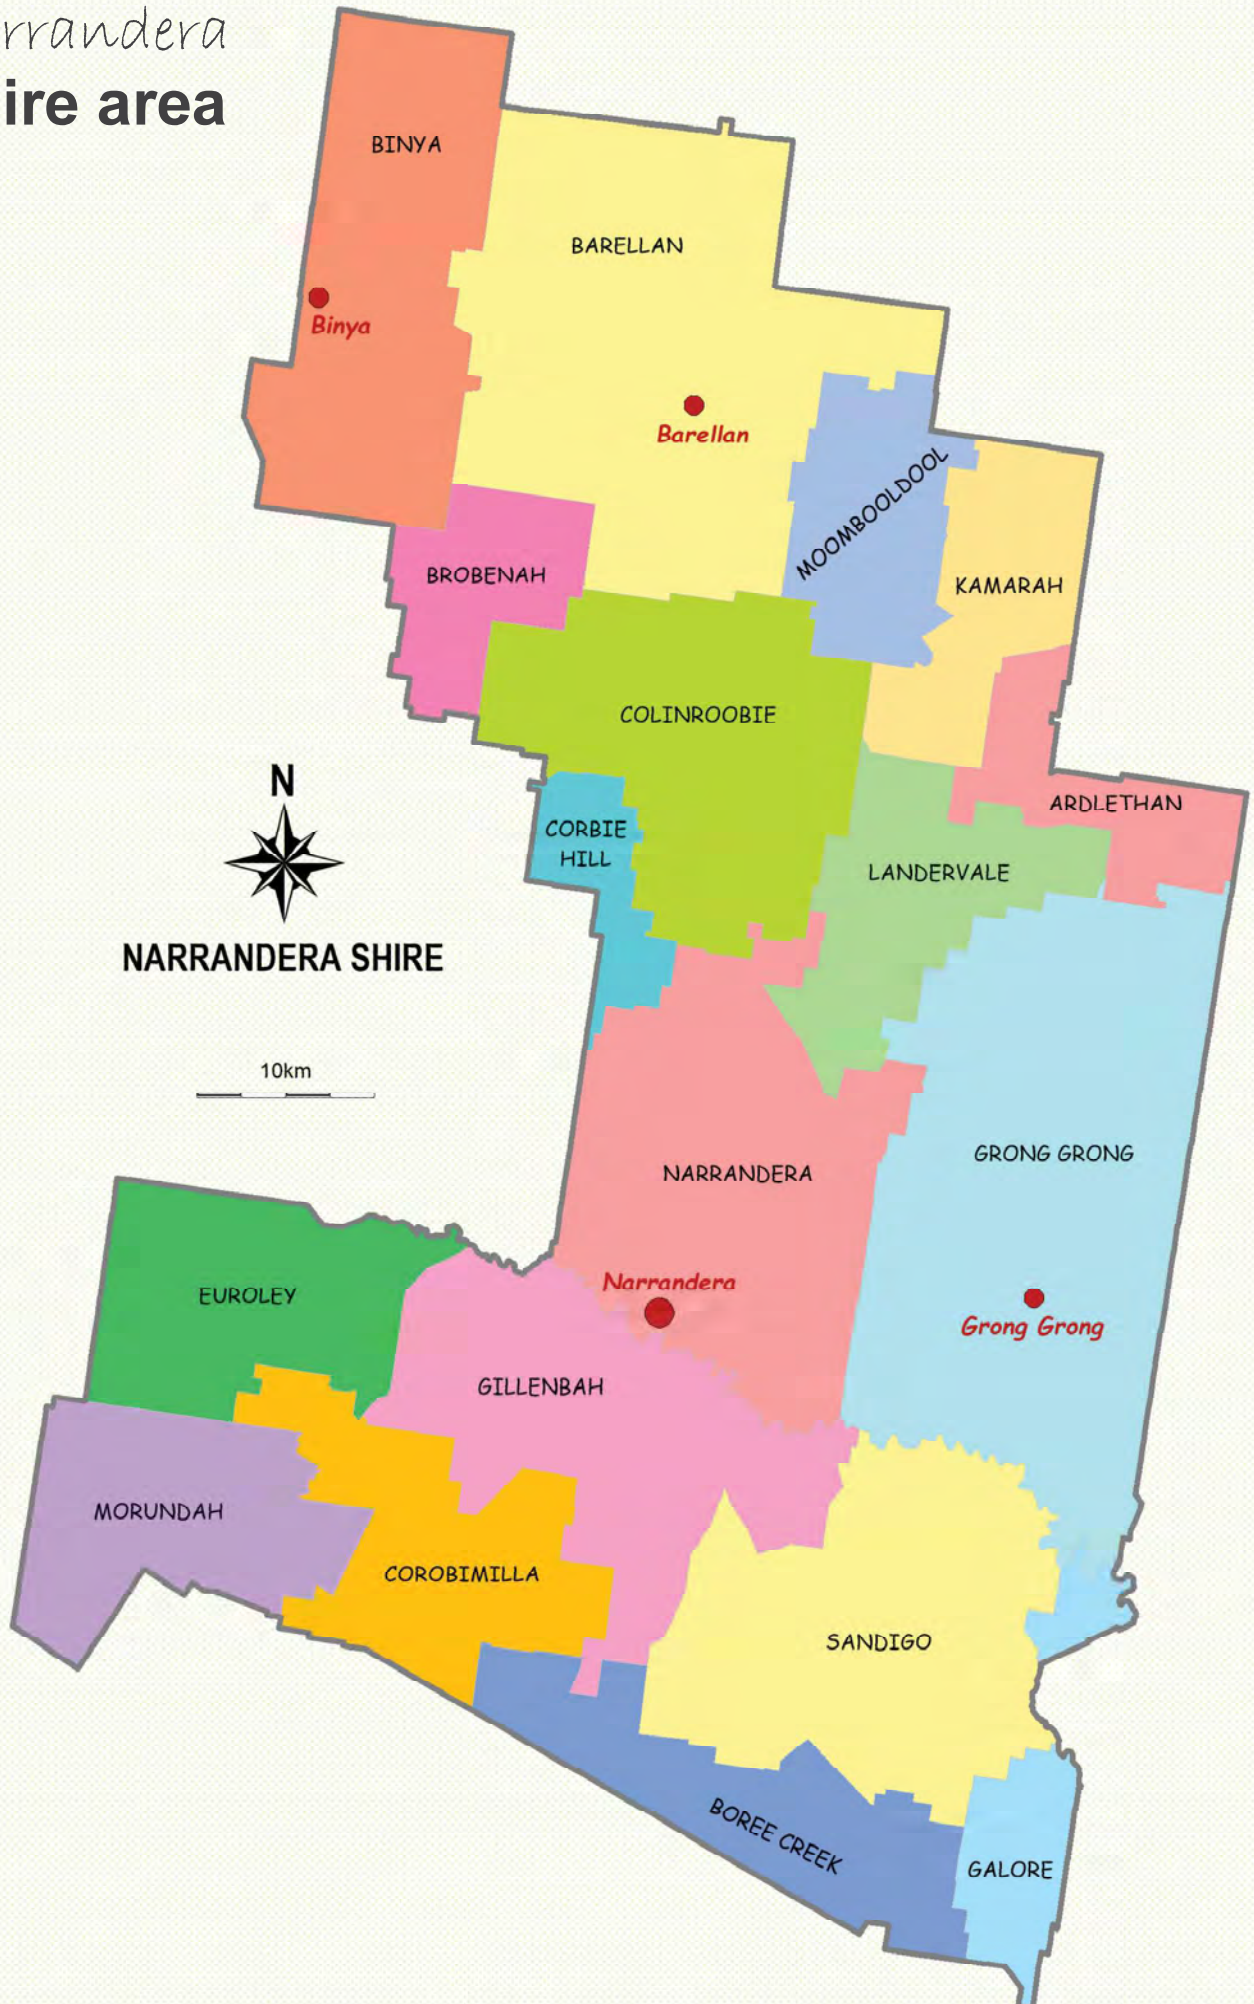 rrandera
ire area
BINYA
BARELLAN
Binya
Barellan
MOOMBOOLDOOL
BROBENAH
KAMARAH
COLINROOBIE
N
ARDLETHAN
CORBIE
HILL
LANDERVALE
NARRANDERA SHIRE
10km
GRONG GRONG
NARRANDERA
Narrandera
EUROLEY
Grong Grong
GILLENBAH
MORUNDAH
COROBIMILLA
SANDIGO
BOREE CREEK
GALORE